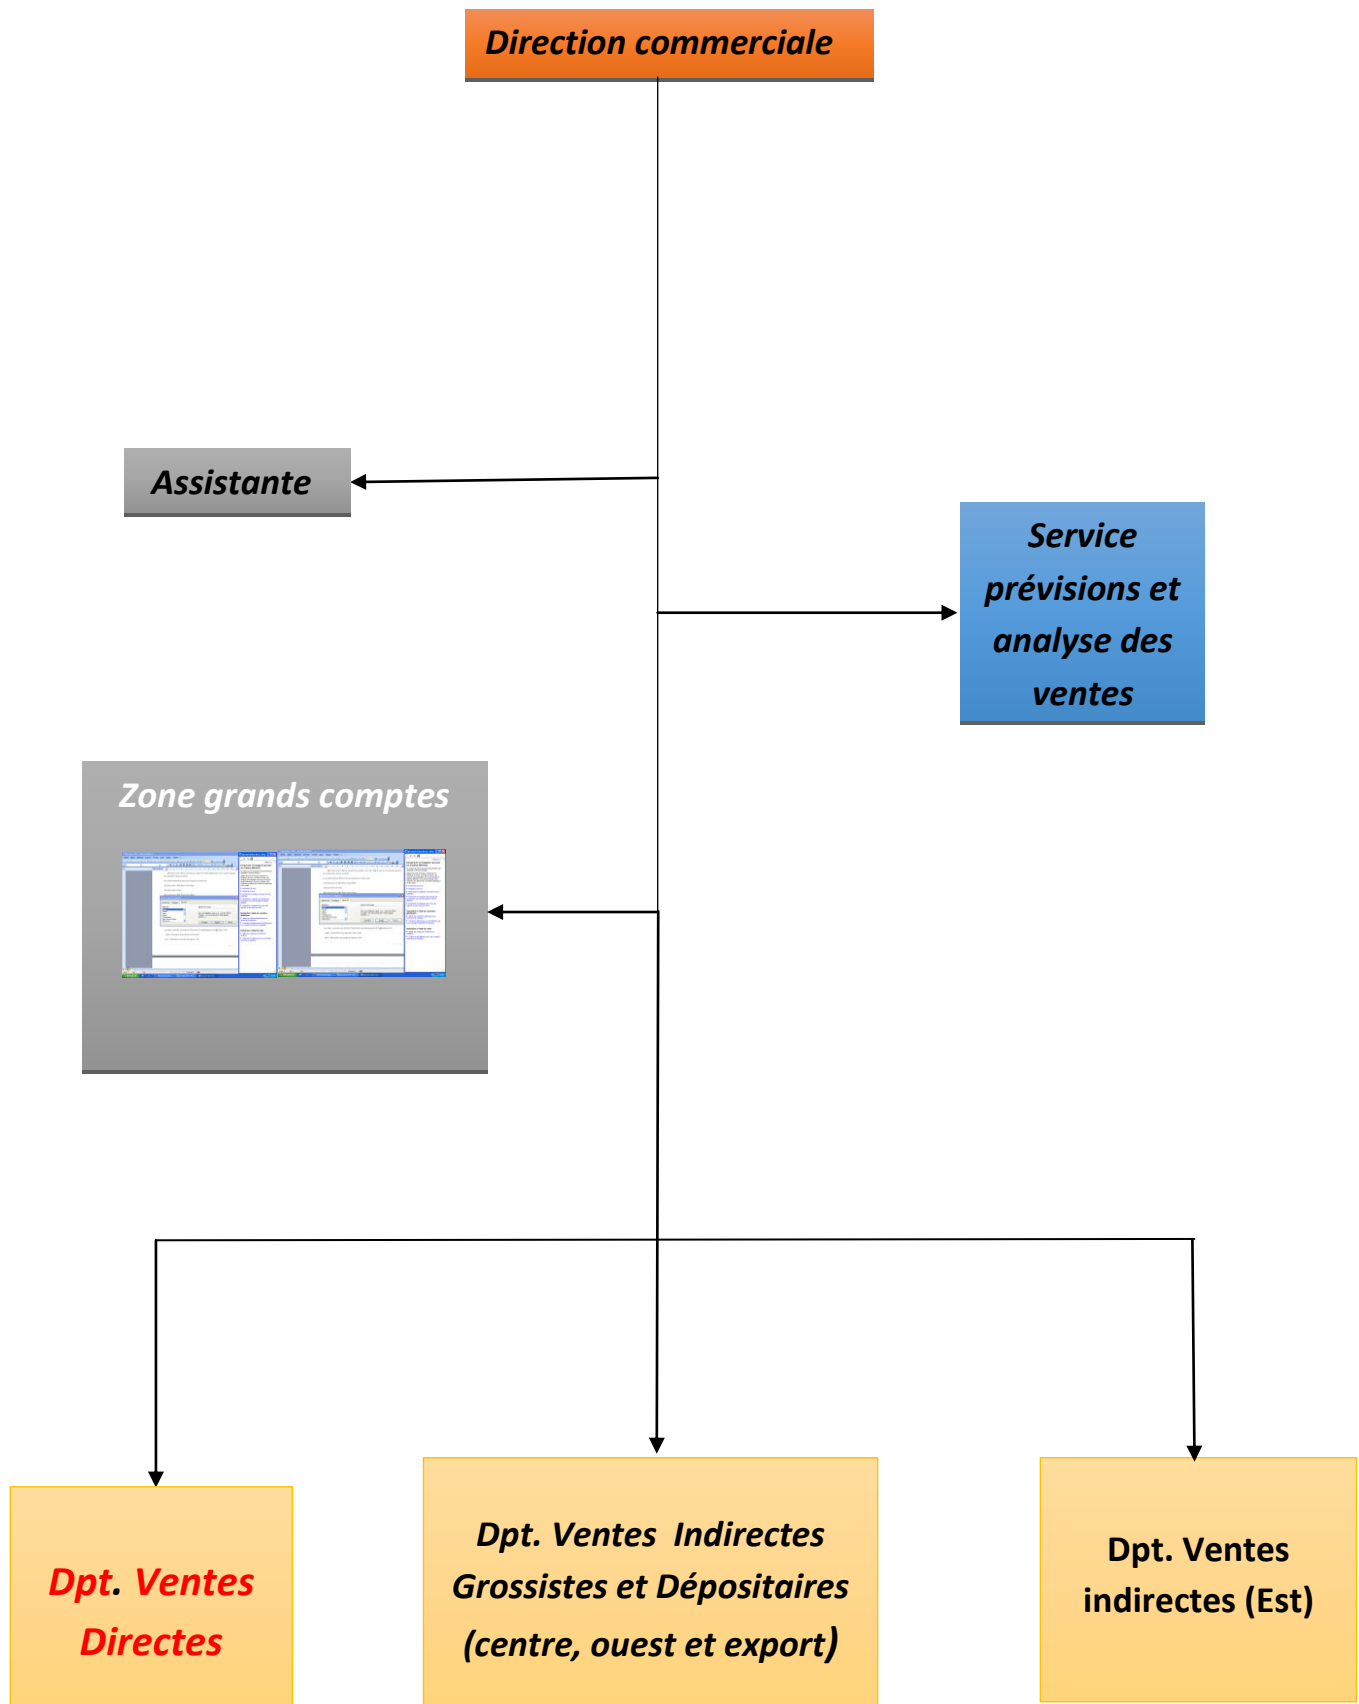 Direction commerciale
Assistante
Service
prévisions et
analyse des
ventes
Zone grands comptes
Dpt. Ventes
Directes
Dpt. Ventes Indirectes
Grossistes et Dépositaires
(centre, ouest et export)
Dpt. Ventes
indirectes (Est)